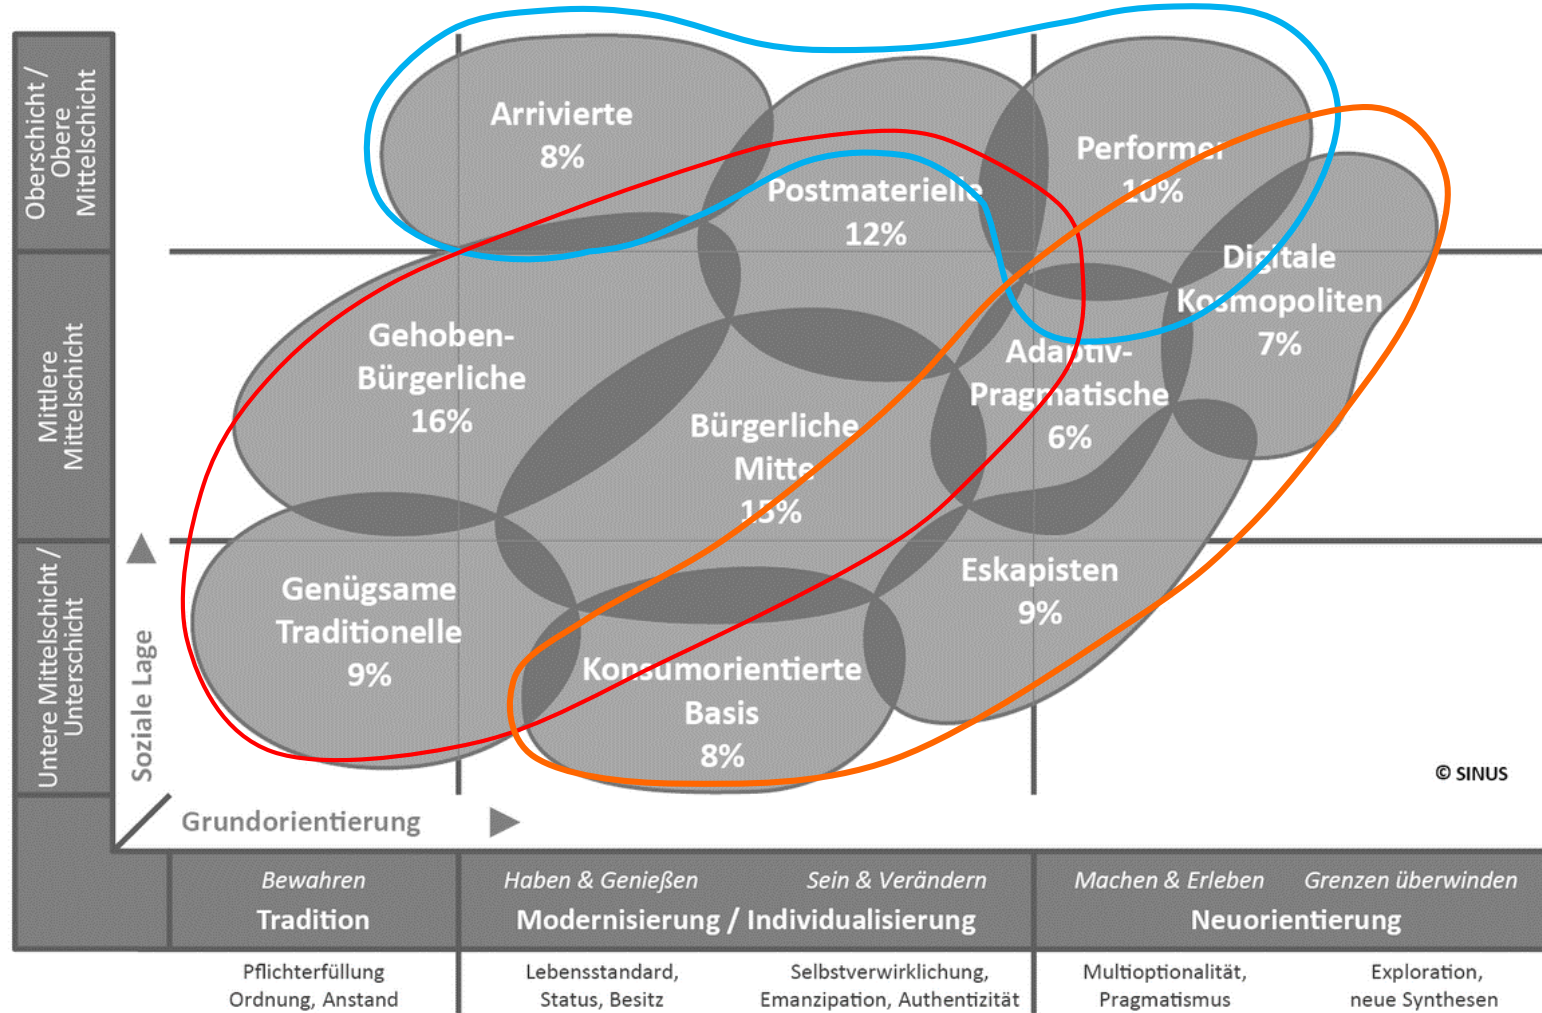 Oberschicht /
Obere
Mittelschicht
Mittlere
Mittelschicht
Untere Mittelschicht /
Unterschicht
Soziale Lage
Arrivierte
8%
Postmaterielle
12%
Performer
10%
Digitale
Kosmopoliten
7%
Gehoben-
Bürgerliche
16%
Bürgerliche
Mitte
15%
Adaptiv-
Pragmatische
6%
Genügsame
Traditionelle
9%
Konsumorientierte
Basis
8%
Eskapisten
9%
© SINUS
Grundorientierung
Bewahren
Tradition
Haben & Genießen
Sein & Verändern
Modernisierung / Individualisierung
Machen & Erleben
Grenzen überwinden
Neuorientierung
Pflichterfüllung
Ordnung, Anstand
Lebensstandard,
Status, Besitz
Selbstverwirklichung,
Emanzipation, Authentizität
Multioptionalität,
Pragmatismus
Exploration,
neue Synthesen